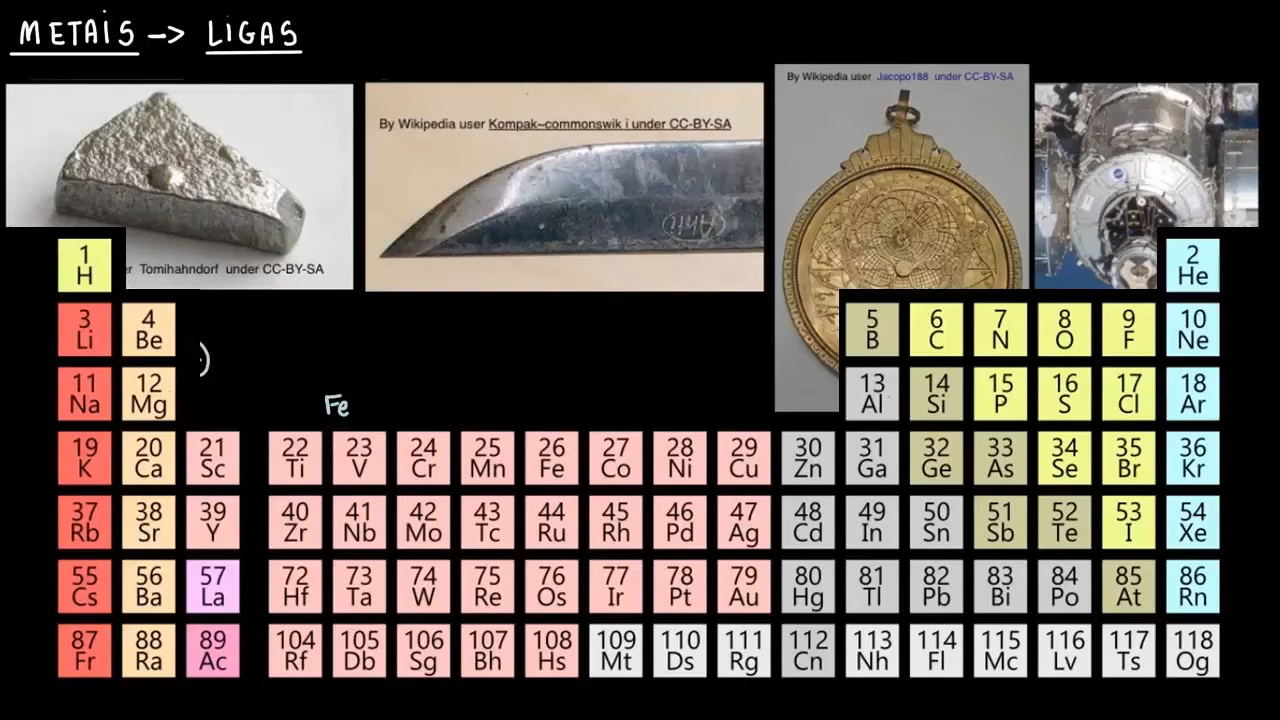 METAIS -> LIGAS
By Wikipedia user Jacopo188 under CC-BY-SA
By Wikipedia user Kompak~commonswik i under CC-BY-SA
er Tomihahndorf under CC-BY-SA
1 2
H He
3 4 5 6 7 8 9 10
Li Be B C N O F Ne
11 12 13 14 15 16 17 18
Na Mg Al Si P S Cl Ar
Fe
19 20 21 22 23 24 25 26 27 28 29 30 31 32 33 34 35 36
K Ca Sc Ti V Cr Mn Fe Co Ni Cu Zn Ga Ge As Se Br Kr
37 38 39 40 41 42 43 44 45 46 47 48 49 50 51 52 53 54
Rb Sr Y Zr Nb Mo Tc Ru Rh Pd Ag Cd In Sn Sb Te I Xe
55 56 57 72 73 74 75 76 77 78 79 80 81 82 83 84 85 86
Cs Ba La Hf Ta W Re Os Ir Pt Au Hg Tl Pb Bi Po At Rn
87 88 89 104 105 106 107 108 109 110 111 112 113 114 115 116 117 118
Fr Ra Ac Rf Db Sg Bh Hs Mt Ds Rg Cn Nh Fl Mc Lv Ts Og